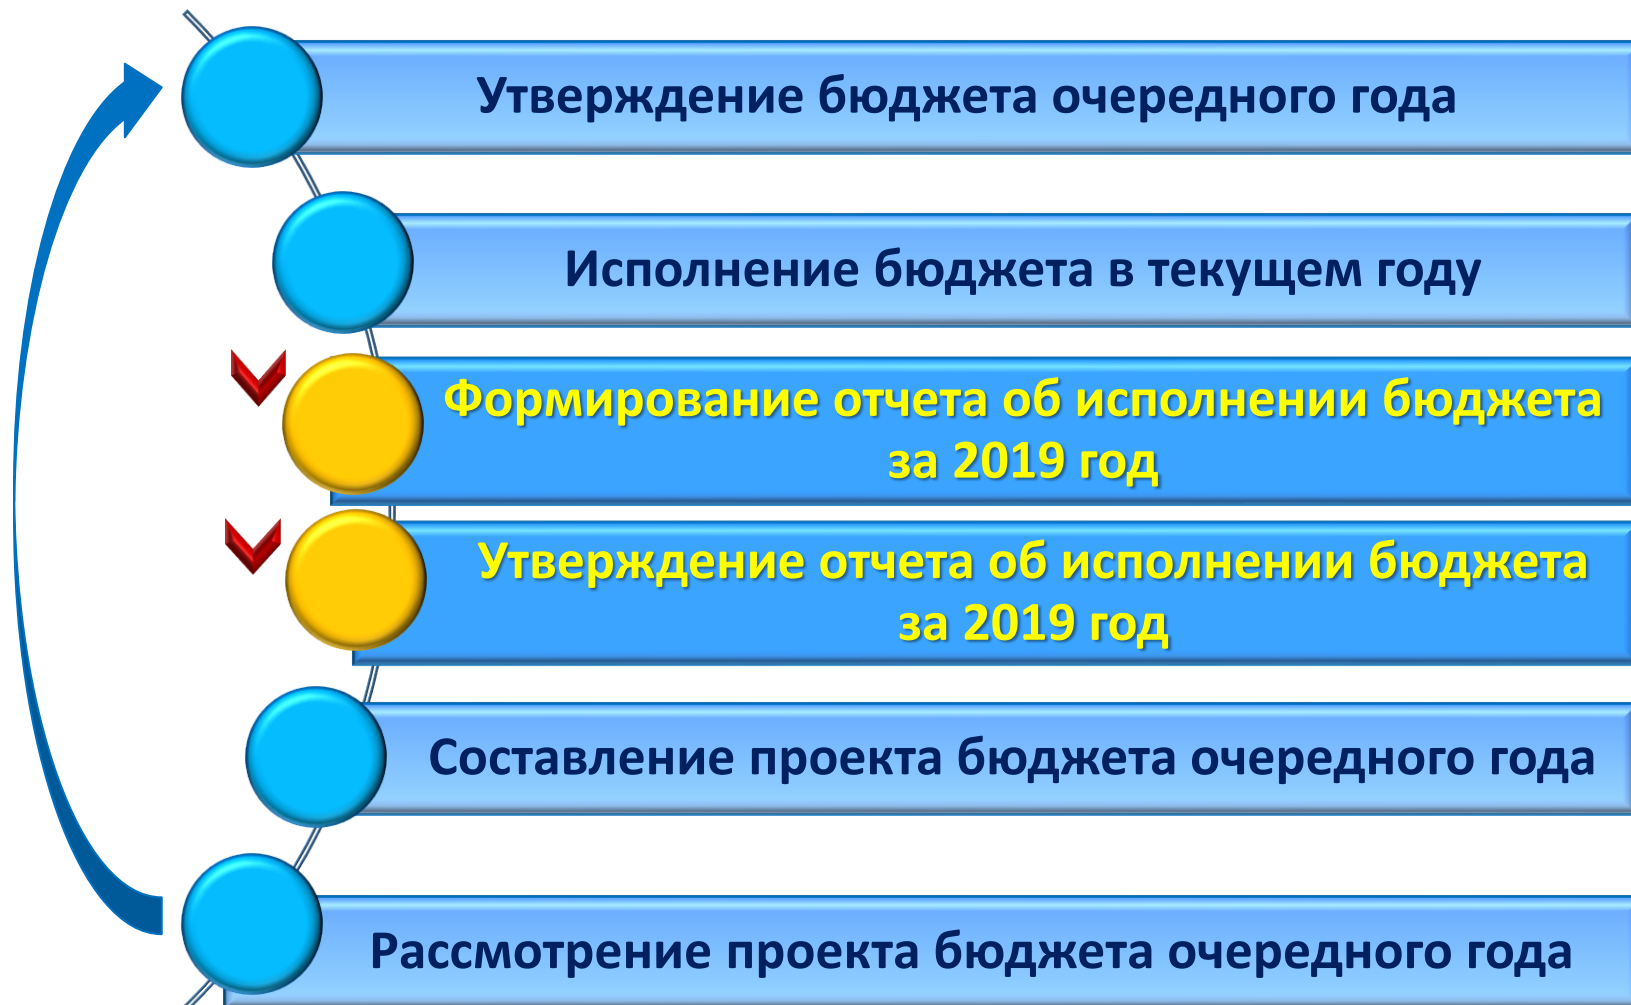 Утверждение бюджета очередного года
Исполнение бюджета в текущем году
Формирование отчета об исполнении бюджета
за 2019 год
Утверждение отчета об исполнении бюджета
за 2019 год
Составление проекта бюджета очередного года
Рассмотрение проекта бюджета очередного года